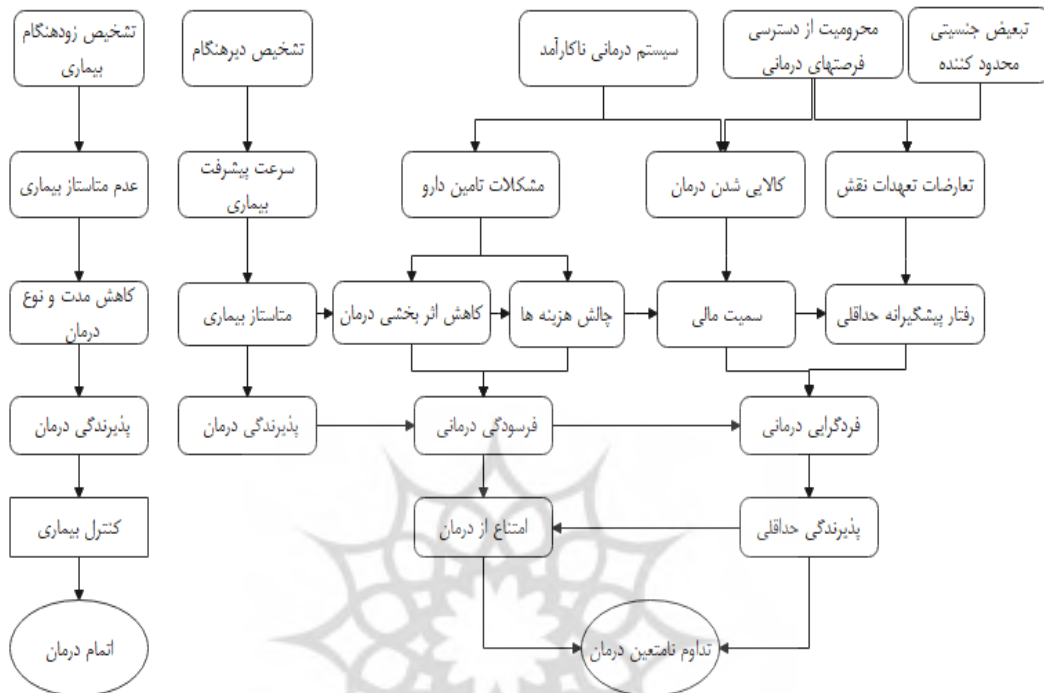 تشخیص زودهنگام
بیماری
تشخیص دیرهنگام
سیستم درمانی ناکارآمد
محرومیت از دسترسی
فرصتهای درمانی
تبعیض جنسیتی
محدود کننده
عدم متاستاز بیماری
سرعت پیشرفت
بیماری
مشکلات تامین دارو
کالایی شدن درمان
تعارضات تعهدات نقش
کاهش مدت و نوع
درمان
متاستاز بیماری
کاهش اثر بخشی درمان
چالش هزینه ها
سمیت مالی
رفتار پیشگیرانه حداقلی
پذیرندگی درمان
پذیرندگی درمان
فرسودگی درمانی
فردگرایی درمانی
کنترل بیماری
امتناع از درمان
پذیرندگی حداقلی
اتمام درمان
تداوم نامتعین درمان